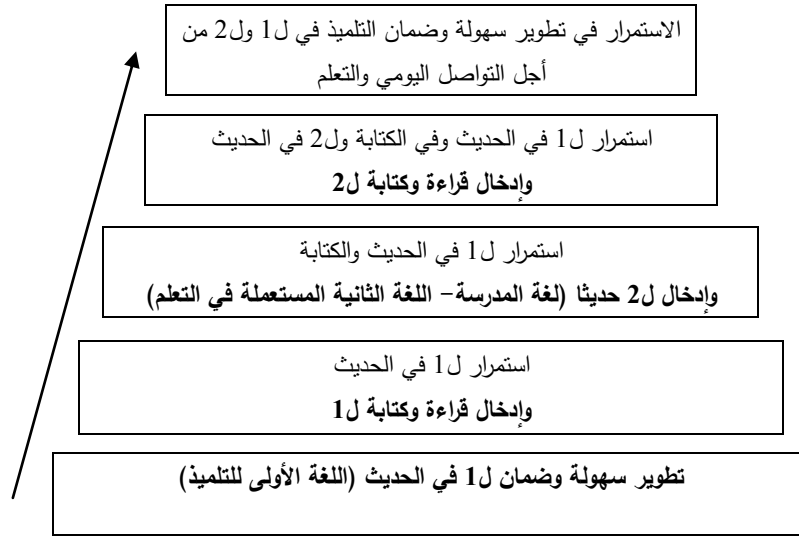 الاستمرار في تطوير سهولة وضمان التلميذ في ل1 ول2 من
أجل التواصل اليومي والتعلم
استمرار ل1 في الحديث وفي الكتابة ول2 في الحديث
وإدخال قراءة وكتابة ل2
استمرار ل1 في الحديث والكتابة
وإدخال ل2 حديثا (لغة المدرسة– اللغة الثانية المستعملة في التعلم)
استمرار ل1 في الحديث
وإدخال قراءة وكتابة ل1
تطوير سهولة وضمان ل1 في الحديث (اللغة الأولى للتلميذ)